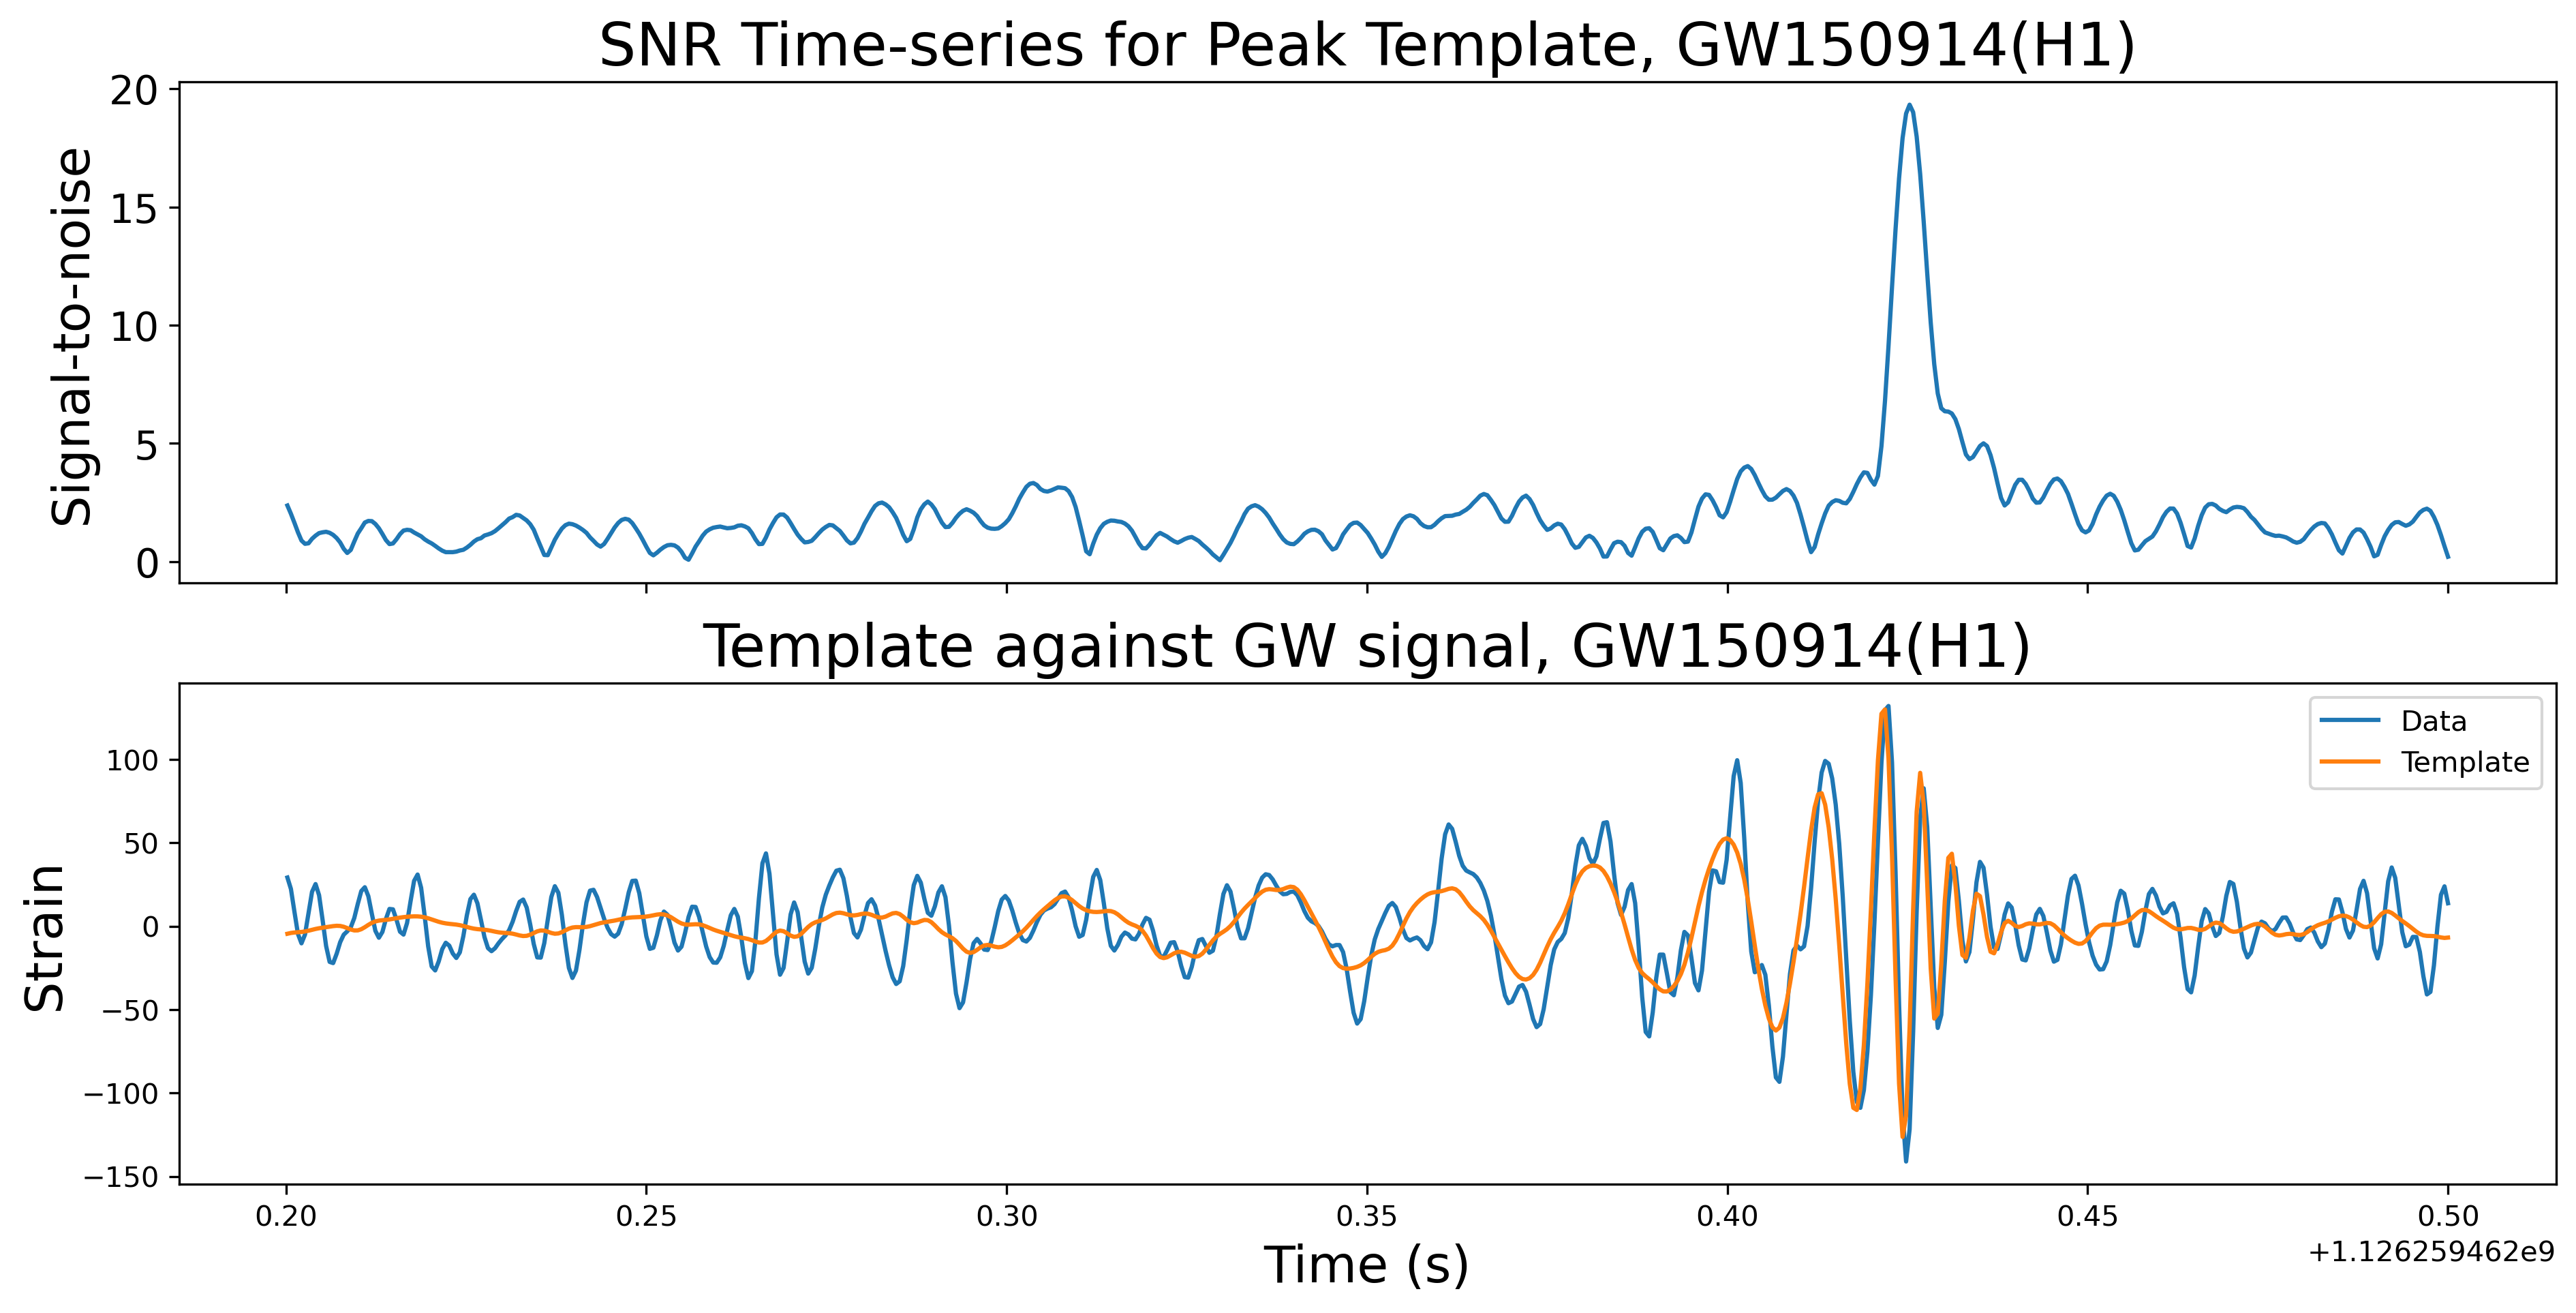 SNR Time-series for Peak Template, GW150914(H1)
20
15
10
5
0
Signal-to-noise
Template against GW signal, GW150914(H1)
Data
Template
100
50
0
−50
−100
−150
Strain
0.20 0.25 0.30 0.35 0.40 0.45 0.50
+1.126259462e9
Time (s)